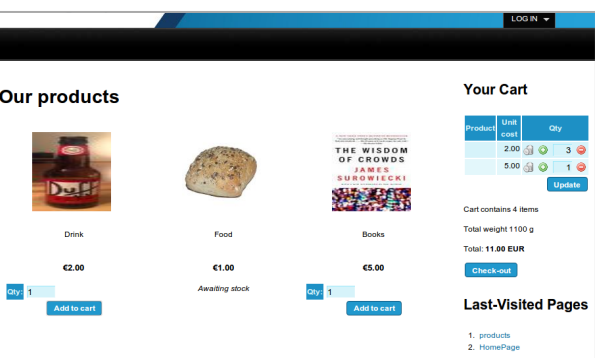 LOG IN
Our products
Duff
THE WISDOM
OF CROWDS
JAMES
SUROWIECKI
Drink
Food
Books
€2.00
€1.00
€5.00
Awaiting stock
Qty: 1
Qty: 1
Add to cart
Add to cart
Your Cart
Product Unit cost Qty
2.00 3
5.00 1
Update
Cart contains 4 items
Total weight 1100 g
Total: 11.00 EUR
Check-out
Last-Visited Pages
1. products
2. HomePage